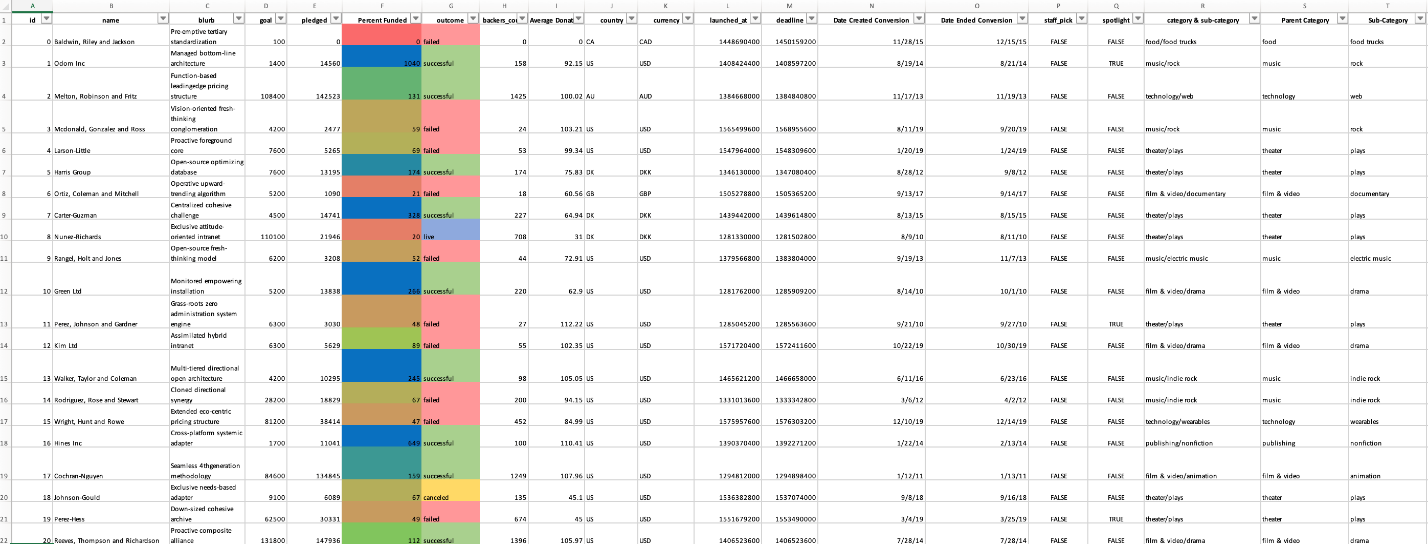 A B C D E F G H I J K L M N O P Q R S T
1 id name blurb goal pledged Percent Funded outcome backers_cou Average Donat country currency launched_at deadline Date Created Conversion Date Ended Conversion staff_pick spotlight category & sub-category Parent Category Sub-Category
Pre-emptive tertiary
2 0 Baldwin, Riley and Jackson standardization 100 0 0 failed 0 0 CA CAD 1448690400 1450159200 11/28/15 12/15/15 FALSE FALSE food/food trucks food food trucks
Managed bottom-line
3 1 Odom Inc architecture 1400 14560 1040 successful 158 92.15 US USD 1408424400 1408597200 8/19/14 8/21/14 FALSE TRUE music/rock music rock
Function-based
leadingedge pricing
4 2 Melton, Robinson and Fritz structure 108400 142523 131 successful 1425 100.02 AU AUD 1384668000 1384840800 11/17/13 11/19/13 FALSE FALSE technology/web technology web
Vision-oriented fresh-
thinking
5 3 Mcdonald, Gonzalez and Ross conglomeration 4200 2477 59 failed 24 103.21 US USD 1565499600 1568955600 8/11/19 9/20/19 FALSE FALSE music/rock music rock
Proactive foreground
6 4 Larson-Little core 7600 5265 69 failed 53 99.34 US USD 1547964000 1548309600 1/20/19 1/24/19 FALSE FALSE theater/plays theater plays
Open-source optimizing
7 5 Harris Group database 7600 13195 174 successful 174 75.83 DK DKK 1346130000 1347080400 8/28/12 9/8/12 FALSE FALSE theater/plays theater plays
Operative upward-
8 6 Ortiz, Coleman and Mitchell trending algorithm 5200 1090 21 failed 18 60.56 GB GBP 1505278800 1505365200 9/13/17 9/14/17 FALSE FALSE film & video/documentary film & video documentary
Centralized cohesive
9 7 Carter-Guzman challenge 4500 14741 328 successful 227 64.94 DK DKK 1439442000 1439614800 8/13/15 8/15/15 FALSE FALSE theater/plays theater plays
Exclusive attitude-
10 8 Nunez-Richards oriented intranet 110100 21946 20 live 708 31 DK DKK 1281330000 1281502800 8/9/10 8/11/10 FALSE FALSE theater/plays theater plays
Open-source fresh-
11 9 Rangel, Holt and Jones thinking model 6200 3208 52 failed 44 72.91 US USD 1379566800 1383804000 9/19/13 11/7/13 FALSE FALSE music/electric music music electric music
Monitored empowering
12 10 Green Ltd installation 5200 13838 266 successful 220 62.9 US USD 1281762000 1285909200 8/14/10 10/1/10 FALSE FALSE film & video/drama film & video drama
Grass-roots zero
administration system
13 11 Perez, Johnson and Gardner engine 6300 3030 48 failed 27 112.22 US USD 1285045200 1285563600 9/21/10 9/27/10 FALSE TRUE theater/plays theater plays
Assimilated hybrid
14 12 Kim Ltd intranet 6300 5629 89 failed 55 102.35 US USD 1571720400 1572411600 10/22/19 10/30/19 FALSE FALSE film & video/drama film & video drama
Multi-tiered directional
15 13 Walker, Taylor and Coleman open architecture 4200 10295 245 successful 98 105.05 US USD 1465621200 1466658000 6/11/16 6/23/16 FALSE FALSE music/indie rock music indie rock
Cloned directional
16 14 Rodriguez, Rose and Stewart synergy 28200 18829 67 failed 200 94.15 US USD 1331013600 1333342800 3/6/12 4/2/12 FALSE FALSE music/indie rock music indie rock
Extended eco-centric
17 15 Wright, Hunt and Rowe pricing structure 81200 38414 47 failed 452 84.99 US USD 1575957600 1576303200 12/10/19 12/14/19 FALSE FALSE technology/wearables technology wearables
Cross-platform systemic
18 16 Hines Inc adapter 1700 11041 649 successful 100 110.41 US USD 1390370400 1392271200 1/22/14 2/13/14 FALSE FALSE publishing/nonfiction publishing nonfiction
Seamless 4thgeneration
19 17 Cochran-Nguyen methodology 84600 134845 159 successful 1249 107.96 US USD 1294812000 1294898400 1/12/11 1/13/11 FALSE FALSE film & video/animation film & video animation
Exclusive needs-based
20 18 Johnson-Gould adapter 9100 6089 67 canceled 135 45.1 US USD 1536382800 1537074000 9/8/18 9/16/18 FALSE FALSE theater/plays theater plays
Down-sized cohesive
21 19 Perez-Hess archive 62500 30331 49 failed 674 45 US USD 1551679200 1553490000 3/4/19 3/25/19 FALSE TRUE theater/plays theater plays
Proactive composite
22 20 Reeves, Thompson and Richardson alliance 131800 147936 112 successful 1396 105.97 US USD 1406523600 1406523600 7/28/14 7/28/14 FALSE FALSE film & video/drama film & video drama